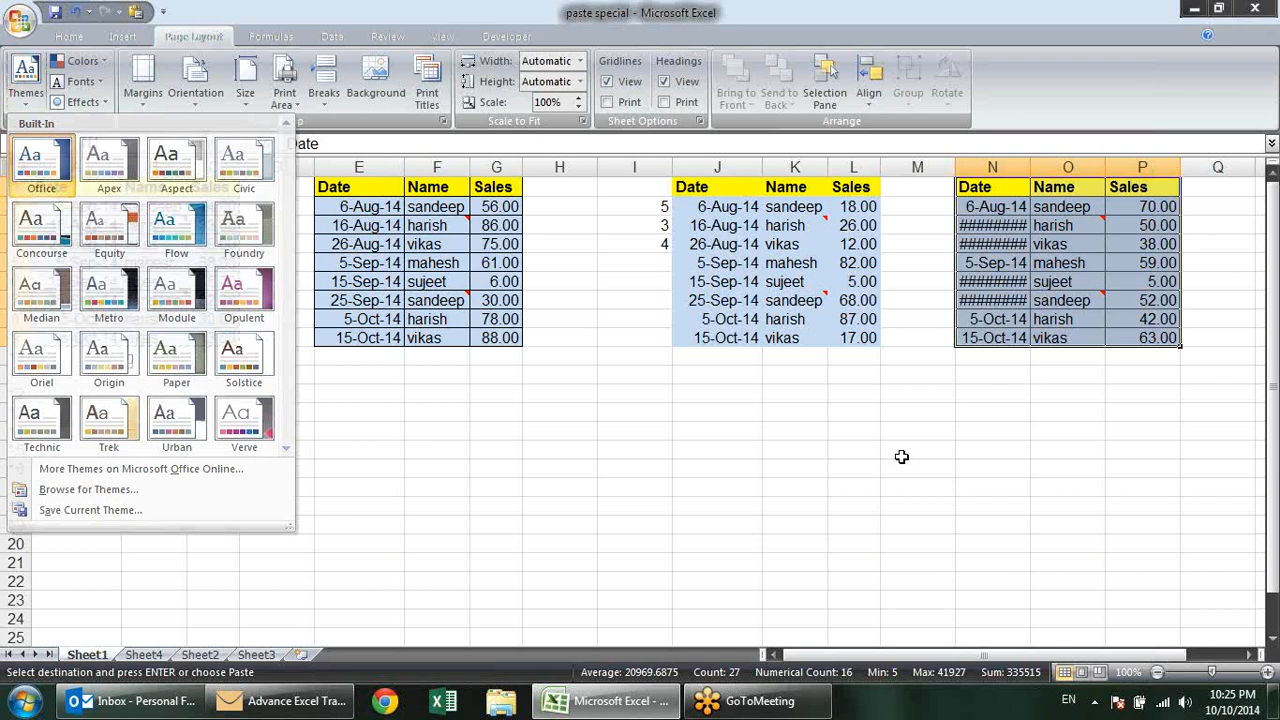 paste special - Microsoft Excel
Home Insert Page Layout Formulas Data Review View Developer
Themes Colors Fonts Effects
Margins Orientation Size Print Area Breaks Background Print Titles
Width: Automatic
Height: Automatic
Scale: 100%
Scale to Fit
Gridlines Headings
View View
Print Print
Sheet Options
Bring to Front Send to Back Selection Pane Align Group Rotate
Arrange
Date
Built-In
Office Apex Aspect Civic
Concourse Equity Flow Foundry
Median Metro Module Opulent
Oriel Origin Paper Solstice
Technic Trek Urban Verve
More Themes on Microsoft Office Online...
Browse for Themes...
Save Current Theme...
E F G H I J K L M N O P Q
Date Name Sales Date Name Sales Date Name Sales
6-Aug-14 sandeep 56.00 5 6-Aug-14 sandeep 18.00 6-Aug-14 sandeep 70.00
16-Aug-14 harish 86.00 3 16-Aug-14 harish 26.00 ######### harish 50.00
26-Aug-14 vikas 75.00 4 26-Aug-14 vikas 12.00 ######### vikas 38.00
5-Sep-14 mahesh 61.00 5-Sep-14 mahesh 82.00 5-Sep-14 mahesh 59.00
15-Sep-14 sujeet 6.00 15-Sep-14 sujeet 5.00 ######### sujeet 5.00
25-Sep-14 sandeep 30.00 25-Sep-14 sandeep 68.00 ######### sandeep 52.00
5-Oct-14 harish 78.00 5-Oct-14 harish 87.00 5-Oct-14 harish 42.00
15-Oct-14 vikas 88.00 15-Oct-14 vikas 17.00 15-Oct-14 vikas 63.00
20
21
22
23
24
25
Sheet1 Sheet4 Sheet2 Sheet3
Select destination and press ENTER or choose Paste Average: 20969.6875 Count: 27 Numerical Count: 16 Min: 5 Max: 41927 Sum: 335515 100%
Inbox - Personal F... Advance Excel Tra... Microsoft Excel - ... GoToMeeting EN 10:25 PM
10/10/2014